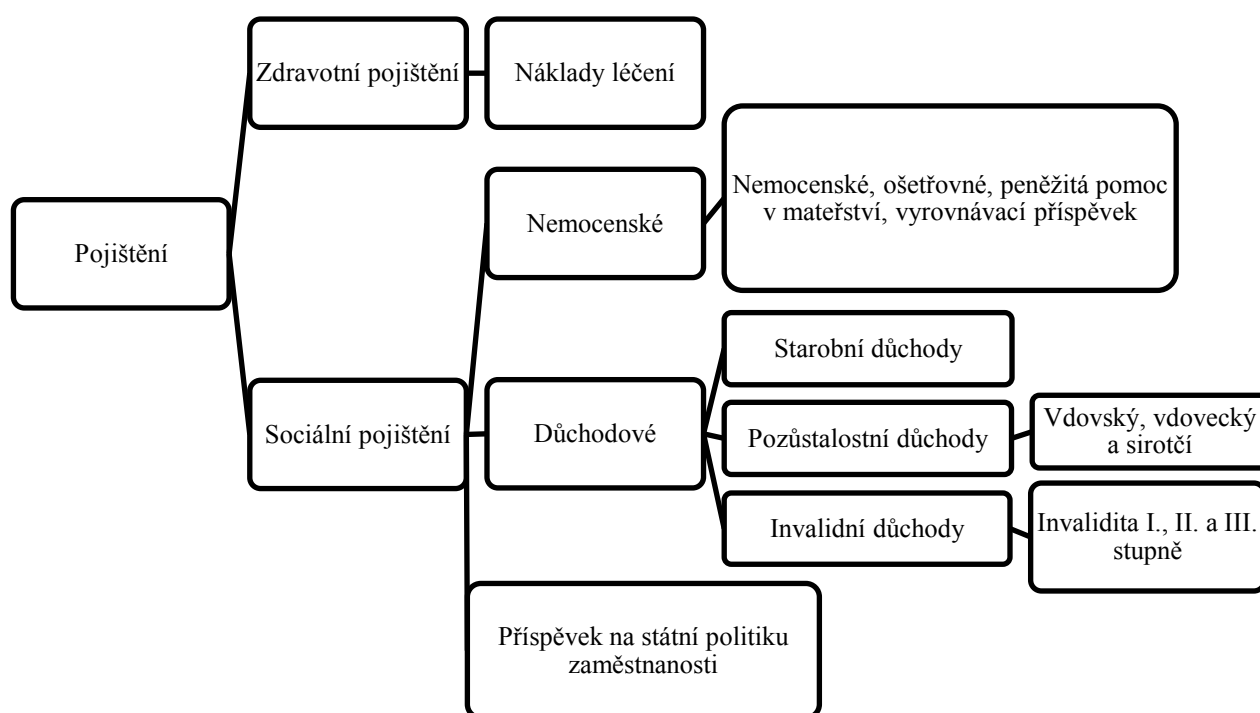 Zdravotní pojištění
Náklady léčení
Nemocenské, ošetřovné, peněžitá pomoc
v mateřství, vyrovnávací příspěvek
Nemocenské
Pojištění
Starobní důchody
Sociální pojištění
Důchodové
Pozůstalostní důchody
Vdovský, vdovecký
a sirotčí
Invalidní důchody
Invalidita I., II. a III.
stupně
Příspěvek na státní politiku
zaměstnanosti